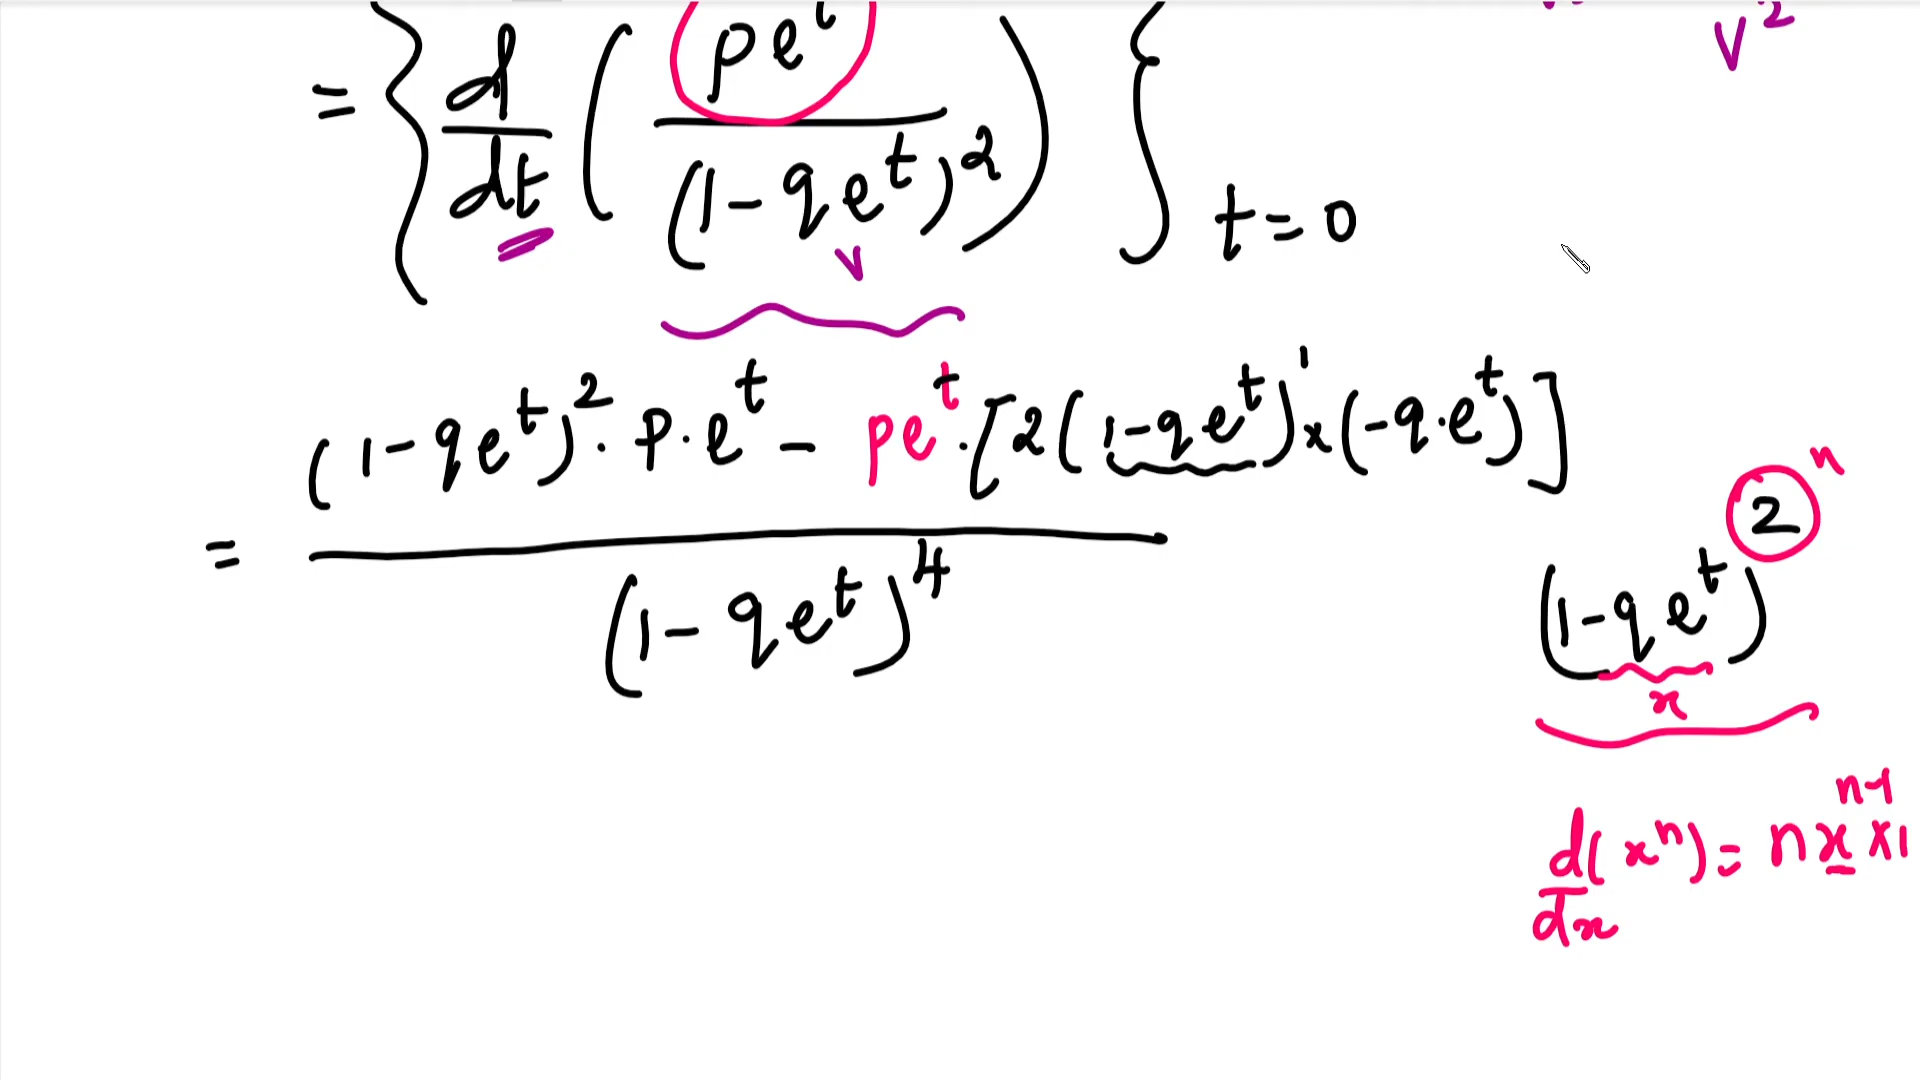 = { d/dt ( pe^t / (1-qe^t)^2 ) } t=0
v
v^2
= (1-qe^t)^2 . p.e^t - pe^t . [2(1-qe^t)^1 x (-q.e^t)] / (1-qe^t)^4
(1-qe^t)^2 n
x
d/dx (x^n) = n x^n-1 x 1